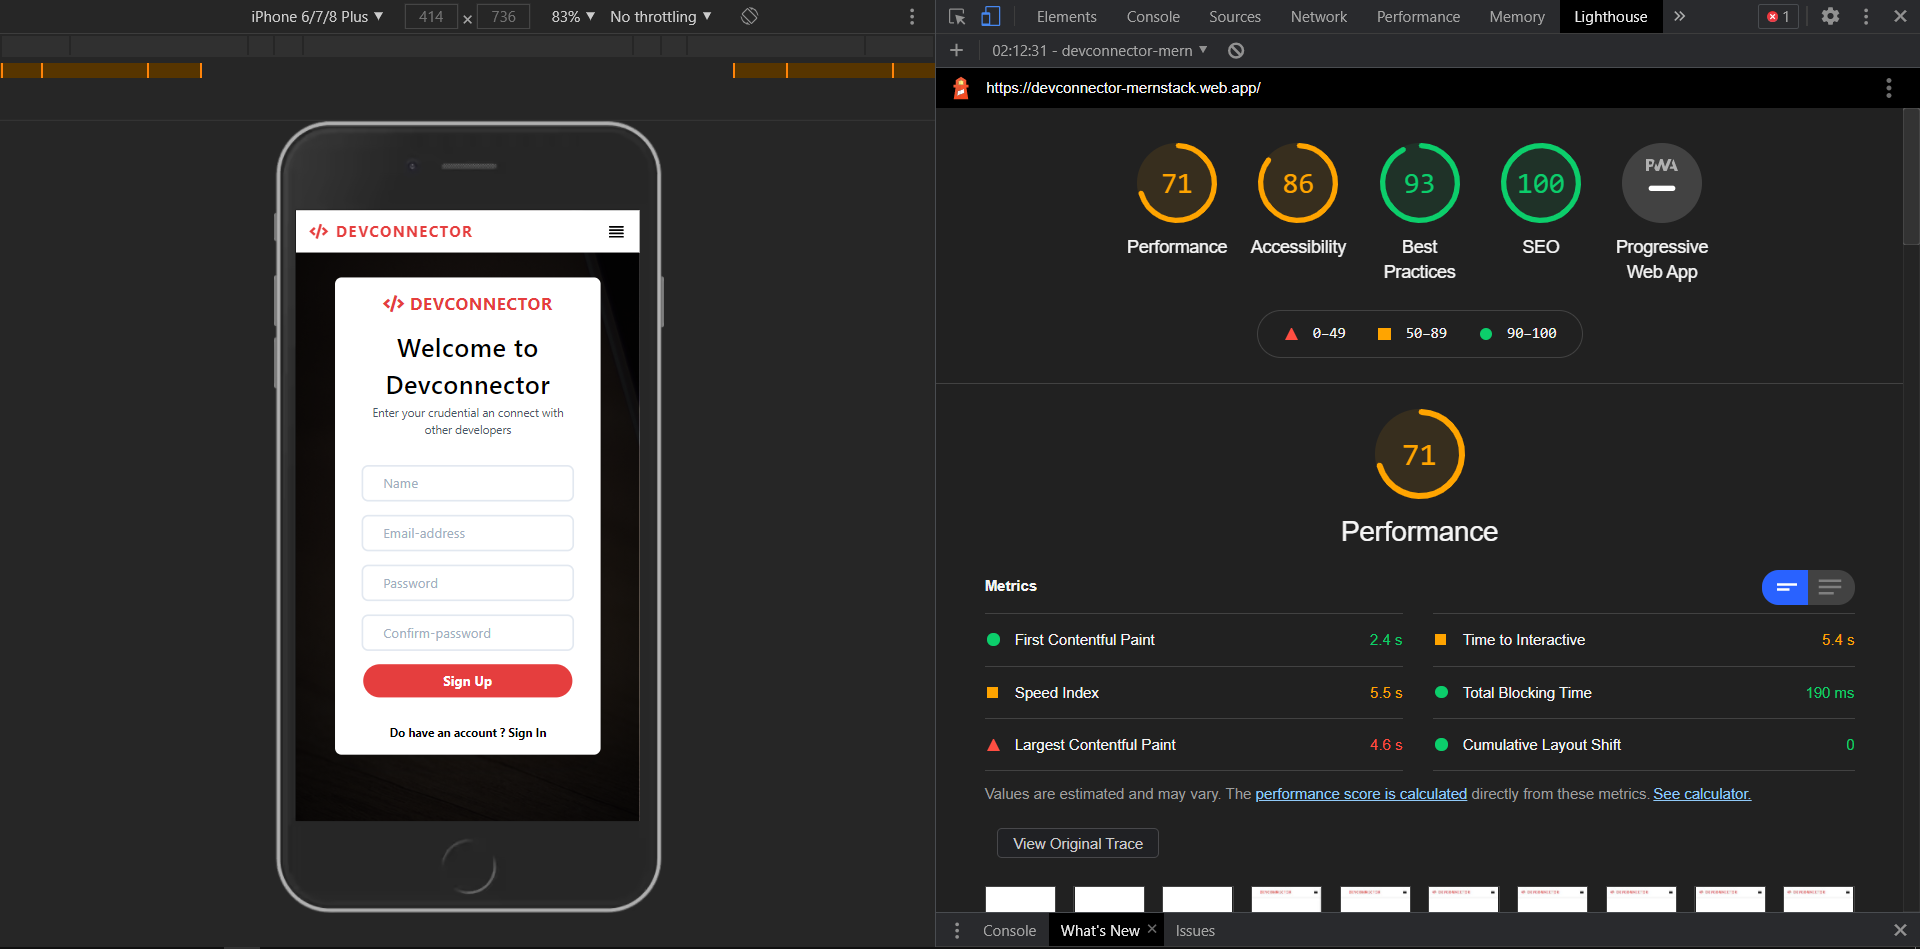 iPhone 6/7/8 Plus ▼ 414 × 736 83% ▼ No throttling ▼
DEVCONNECTOR
DEVCONNECTOR
Welcome to
Devconnector
Enter your crudential an connect with
other developers
Name
Email-address
Password
Confirm-password
Sign Up
Do have an account ? Sign In
Elements Console Sources Network Performance Memory Lighthouse » 1
+ 02:12:31 - devconnector-mern ▼
https://devconnector-mernstack.web.app/
71 86 93 100 PWA
Performance Accessibility Best Practices SEO Progressive Web App
0–49 50–89 90–100
71
Performance
Metrics
First Contentful Paint 2.4 s Time to Interactive 5.4 s
Speed Index 5.5 s Total Blocking Time 190 ms
Largest Contentful Paint 4.6 s Cumulative Layout Shift 0
Values are estimated and may vary. The performance score is calculated directly from these metrics. See calculator.
View Original Trace
Console What's New × Issues